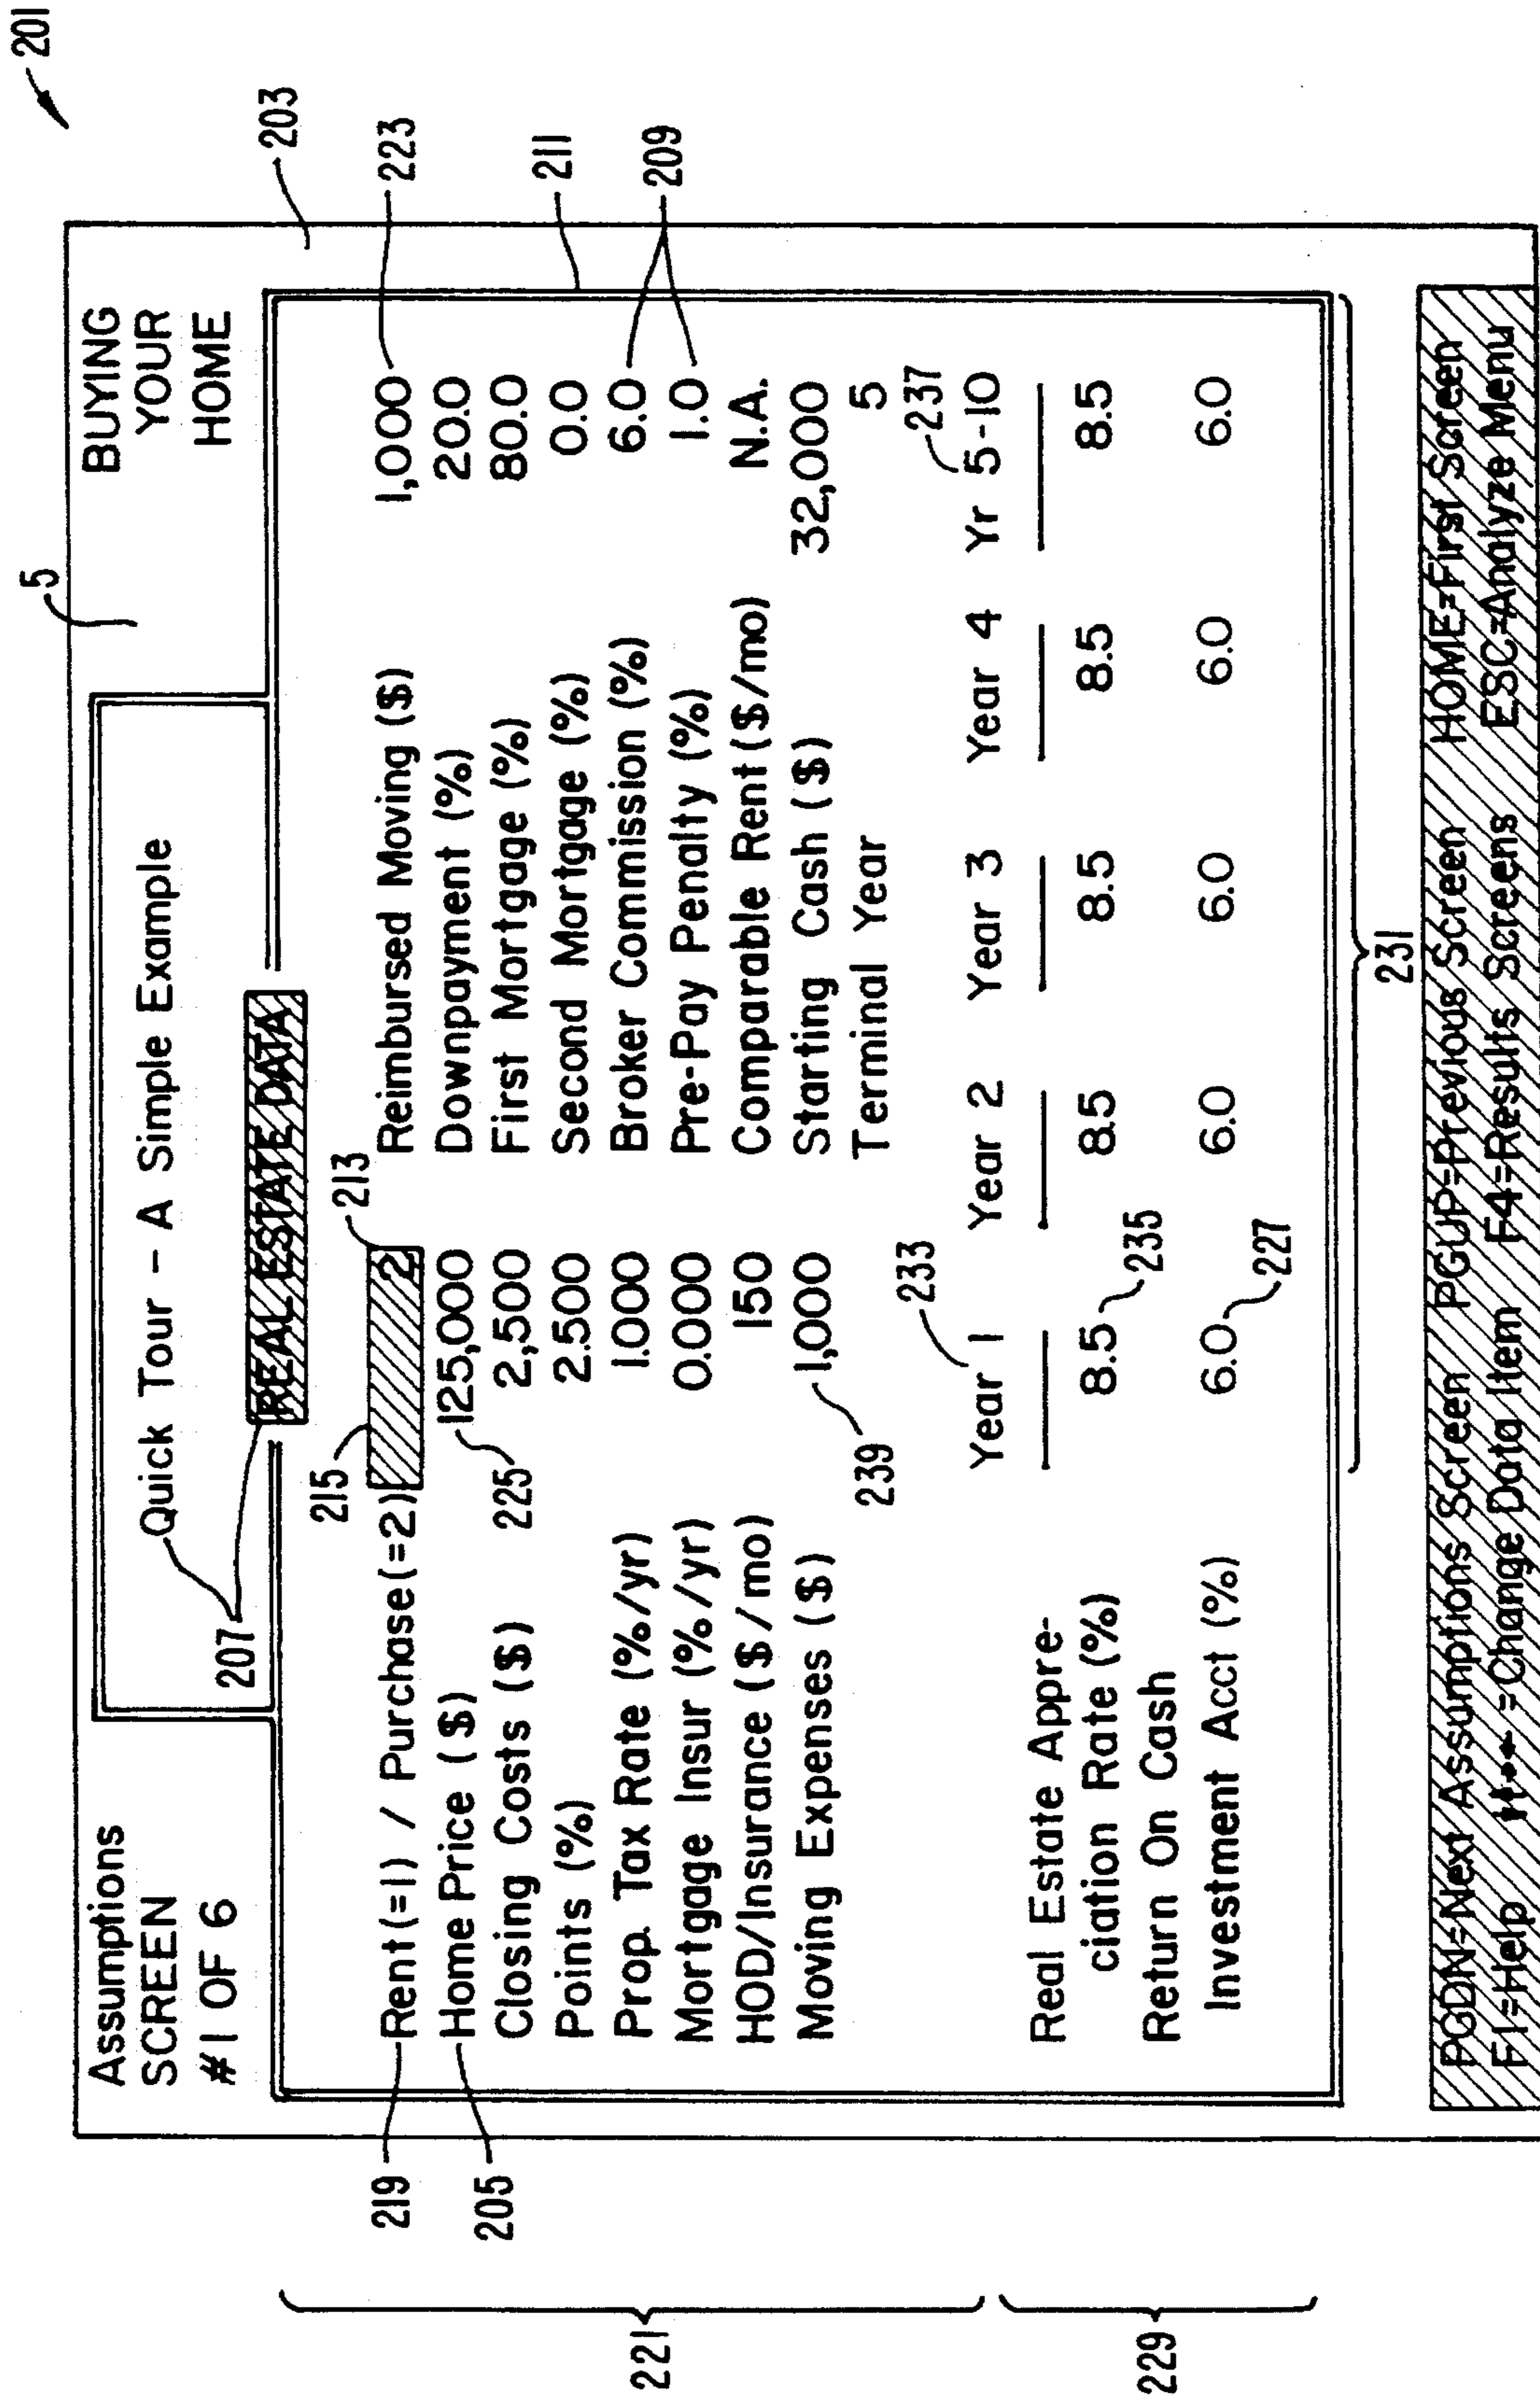 201
5
203
Assumptions
SCREEN
#1 OF 6
Quick Tour - A Simple Example
BUYING
YOUR
HOME
207
REAL ESTATE DATA
215
213
223
219
Rent(=1) / Purchase(=2) 2 Reimbursed Moving ($) 1,000
205
Home Price ($) 125,000 Downpayment (%) 20.0
225
211
Closing Costs ($) 2,500 First Mortgage (%) 80.0
Points (%) 2.500 Second Mortgage (%) 0.0
Prop. Tax Rate (%/yr) 1.000 Broker Commission (%) 6.0
209
Mortgage Insur (%/yr) 0.000 Pre-Pay Penalty (%) 1.0
HOD/Insurance ($/mo) 150 Comparable Rent ($/mo) N.A.
Moving Expenses ($) 1,000 Starting Cash ($) 32,000
239
Terminal Year 5
221
233
237
Year 1 Year 2 Year 3 Year 4 Yr 5-10
Real Estate Appre-
ciation Rate (%) 8.5 8.5 8.5 8.5 8.5
235
Return On Cash
Investment Acct (%) 6.0 6.0 6.0 6.0 6.0
227
229
231
PGDN=Next Assumptions Screen PGUP=Previous Screen HOME=First Screen
F1=Help =Change Data Item F4=Results Screens ESC=Analyze Menu